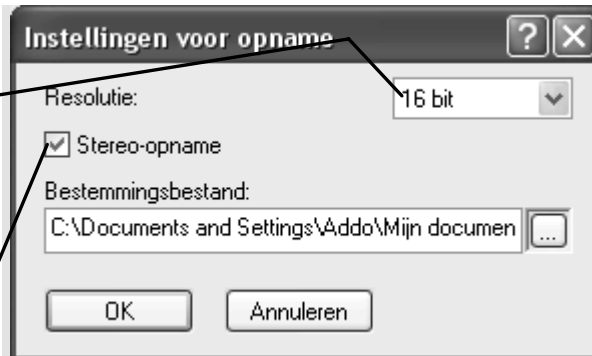 Instellingen voor opname
Resolutie: 16 bit
Stereo-opname
Bestemmingsbestand:
C:\Documents and Settings\Addo\Mijn documen ...
OK Annuleren